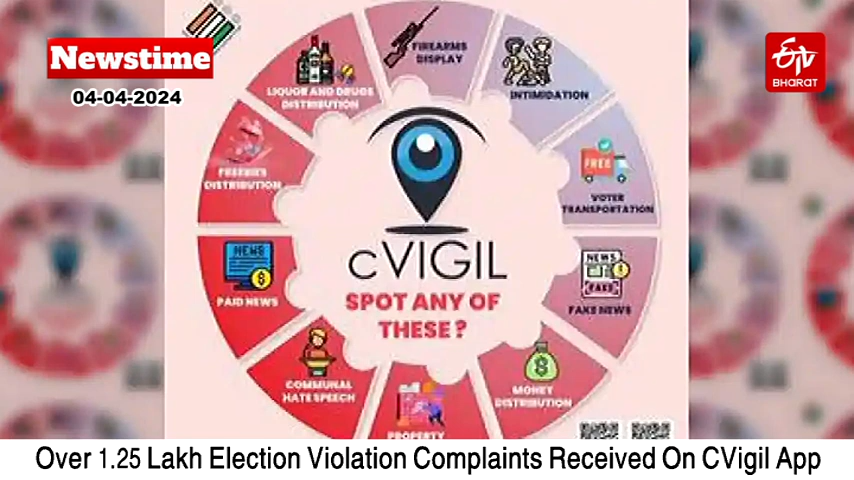 Newstime
04-04-2024
ETV
BHARAT
FIREARMS
DISPLAY
LIQUOR AND DRUGS
DISTRIBUTION
INTIMIDATION
FREEBIES
DISTRIBUTION
FREE
VOTER
TRANSPORTATION
cVIGIL
SPOT ANY OF
THESE?
NEWS
PAID NEWS
NEWS
FAKE
FAKE NEWS
COMMUNAL
HATE SPEECH
MONEY
DISTRIBUTION
PROPERTY
Over 1.25 Lakh Election Violation Complaints Received On CVigil App